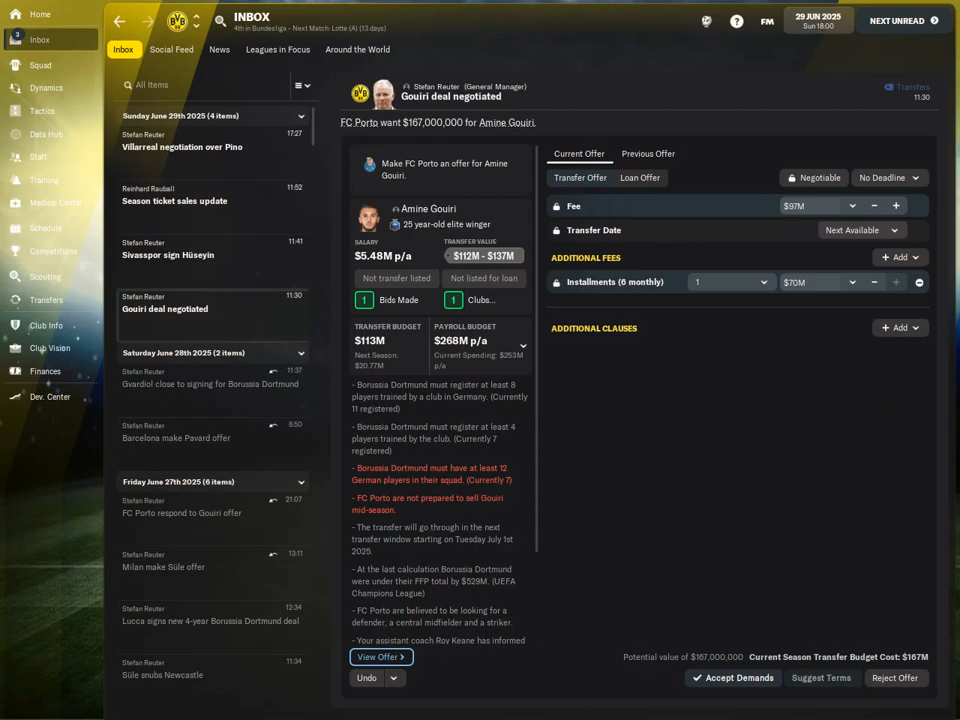 Home
3
Inbox
Squad
Dynamics
Tactics
Data Hub
Staff
Training
Medical Center
Schedule
Competitions
Scouting
Transfers
Club Info
Club Vision
Finances
Dev. Center
BVB
09
INBOX
4th in Bundesliga - Next Match: Lotte (A) (13 days)
?
FM
29 JUN 2025
Sun 18:00
NEXT UNREAD
Inbox
Social Feed
News
Leagues in Focus
Around the World
All Items
Sunday June 29th 2025 (4 items)
Stefan Reuter
17:27
Villarreal negotiation over Pino
Reinhard Rauball
11:52
Season ticket sales update
Stefan Reuter
11:41
Sivasspor sign Hüseyin
Stefan Reuter
11:30
Gouiri deal negotiated
Saturday June 28th 2025 (2 items)
Stefan Reuter
11:37
Gvardiol close to signing for Borussia Dortmund
Stefan Reuter
8:50
Barcelona make Pavard offer
Friday June 27th 2025 (6 items)
Stefan Reuter
21:07
FC Porto respond to Gouiri offer
Stefan Reuter
13:11
Milan make Süle offer
Stefan Reuter
12:34
Lucca signs new 4-year Borussia Dortmund deal
Stefan Reuter
11:34
Süle snubs Newcastle
BVB
09
Stefan Reuter (General Manager)
Gouiri deal negotiated
Transfers
11:30
FC Porto want $167,000,000 for Amine Gouiri.
Make FC Porto an offer for Amine
Gouiri.
Amine Gouiri
25 year-old elite winger
SALARY
$5.48M p/a
TRANSFER VALUE
$112M - $137M
Not transfer listed
Not listed for loan
1 Bids Made
1 Clubs...
TRANSFER BUDGET
$113M
Next Season:
$20.77M
PAYROLL BUDGET
$268M p/a
Current Spending: $253M
p/a
- Borussia Dortmund must register at least 8
players trained by a club in Germany. (Currently
11 registered)
- Borussia Dortmund must register at least 4
players trained by the club. (Currently 7
registered)
- Borussia Dortmund must have at least 12
German players in their squad. (Currently 7)
- FC Porto are not prepared to sell Gouiri
mid-season.
- The transfer will go through in the next
transfer window starting on Tuesday July 1st
2025.
- At the last calculation Borussia Dortmund
were under their FFP total by $529M. (UEFA
Champions League)
- FC Porto are believed to be looking for a
defender, a central midfielder and a striker.
- Your assistant coach Roy Keane has informed
View Offer >
Undo
Current Offer
Previous Offer
Transfer Offer
Loan Offer
Negotiable
No Deadline
Fee
$97M
Transfer Date
Next Available
ADDITIONAL FEES
+ Add
Installments (6 monthly)
1
$70M
ADDITIONAL CLAUSES
+ Add
Potential value of $167,000,000 Current Season Transfer Budget Cost: $167M
Accept Demands
Suggest Terms
Reject Offer